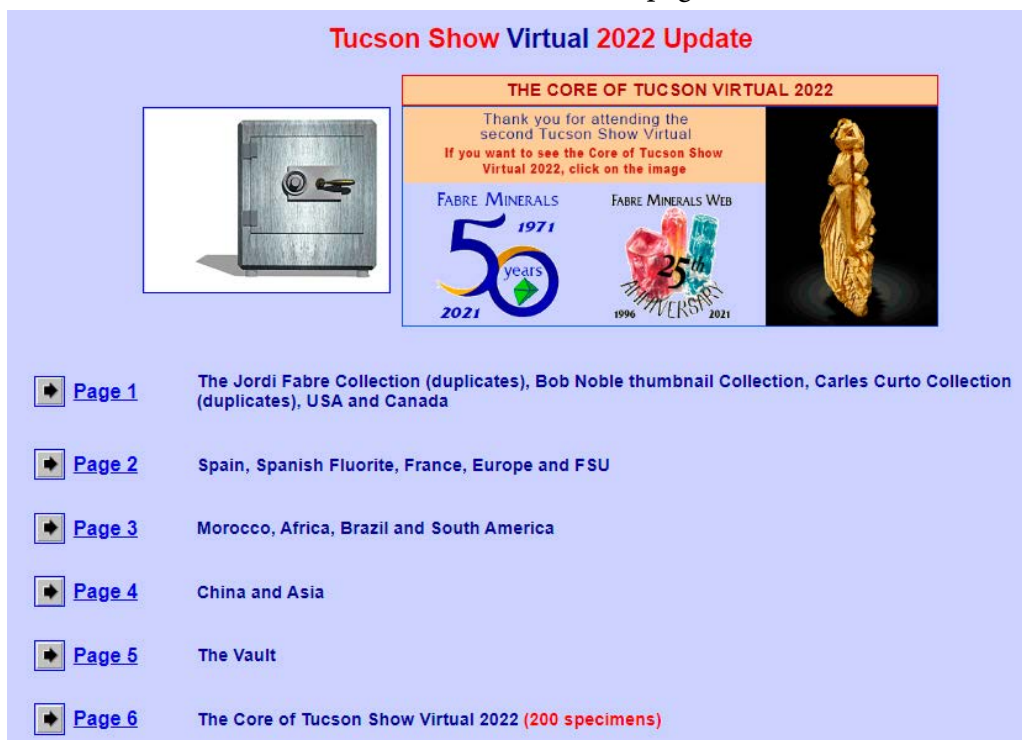 Tucson Show Virtual 2022 Update
THE CORE OF TUCSON VIRTUAL 2022
Thank you for attending the
second Tucson Show Virtual
If you want to see the Core of Tucson Show
Virtual 2022, click on the image
FABRE MINERALS
1971
50
years
2021
FABRE MINERALS WEB
25th
ANNIVERSARY
1996 2021
Page 1
The Jordi Fabre Collection (duplicates), Bob Noble thumbnail Collection, Carles Curto Collection
(duplicates), USA and Canada
Page 2
Spain, Spanish Fluorite, France, Europe and FSU
Page 3
Morocco, Africa, Brazil and South America
Page 4
China and Asia
Page 5
The Vault
Page 6
The Core of Tucson Show Virtual 2022 (200 specimens)